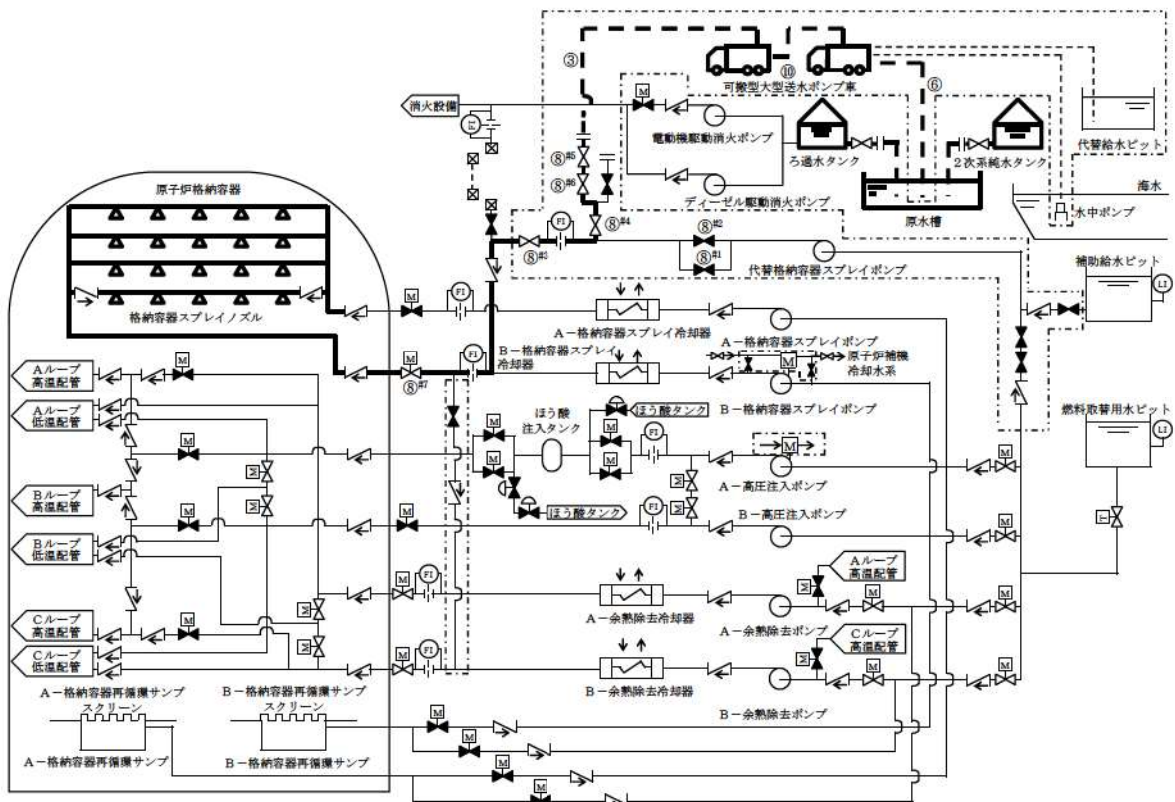 ③
⑩
⑥
可搬型大型送水ポンプ車
消火設備
M
FI
電動機駆動消火ポンプ
ろ過水タンク
2次系純水タンク
代替給水ピット
⑧#5
⑧#6
ディーゼル駆動消火ポンプ
原水槽
海水
水中ポンプ
原子炉格納容器
⑧#4
⑧#3
FI
⑧#2
⑧#1
代替格納容器スプレイポンプ
補助給水ピット
LI
格納容器スプレイノズル
M
FI
A-格納容器スプレイ冷却器
A-格納容器スプレイポンプ
B-格納容器スプレイ
冷却器
M
原子炉補機
冷却水系
M
⑧#7
FI
B-格納容器スプレイポンプ
燃料取替用水ピット
LI
Aループ
高温配管
M
Aループ
低温配管
ほう酸
注入タンク
ほう酸タンク
M
M
M
M
M
FI
M
A-高圧注入ポンプ
M
Bループ
高温配管
M
M
M
M
ほう酸タンク
FI
M
M
B-高圧注入ポンプ
M
T
Bループ
低温配管
Aループ
高温配管
M
FI
A-余熱除去冷却器
M
M
M
A-余熱除去ポンプ
Cループ
高温配管
M
M
Cループ
高温配管
Cループ
低温配管
M
M
FI
M
M
M
B-余熱除去冷却器
B-余熱除去ポンプ
A-格納容器再循環サンプ
スクリーン
B-格納容器再循環サンプ
スクリーン
M
M
A-格納容器再循環サンプ
B-格納容器再循環サンプ
M
M